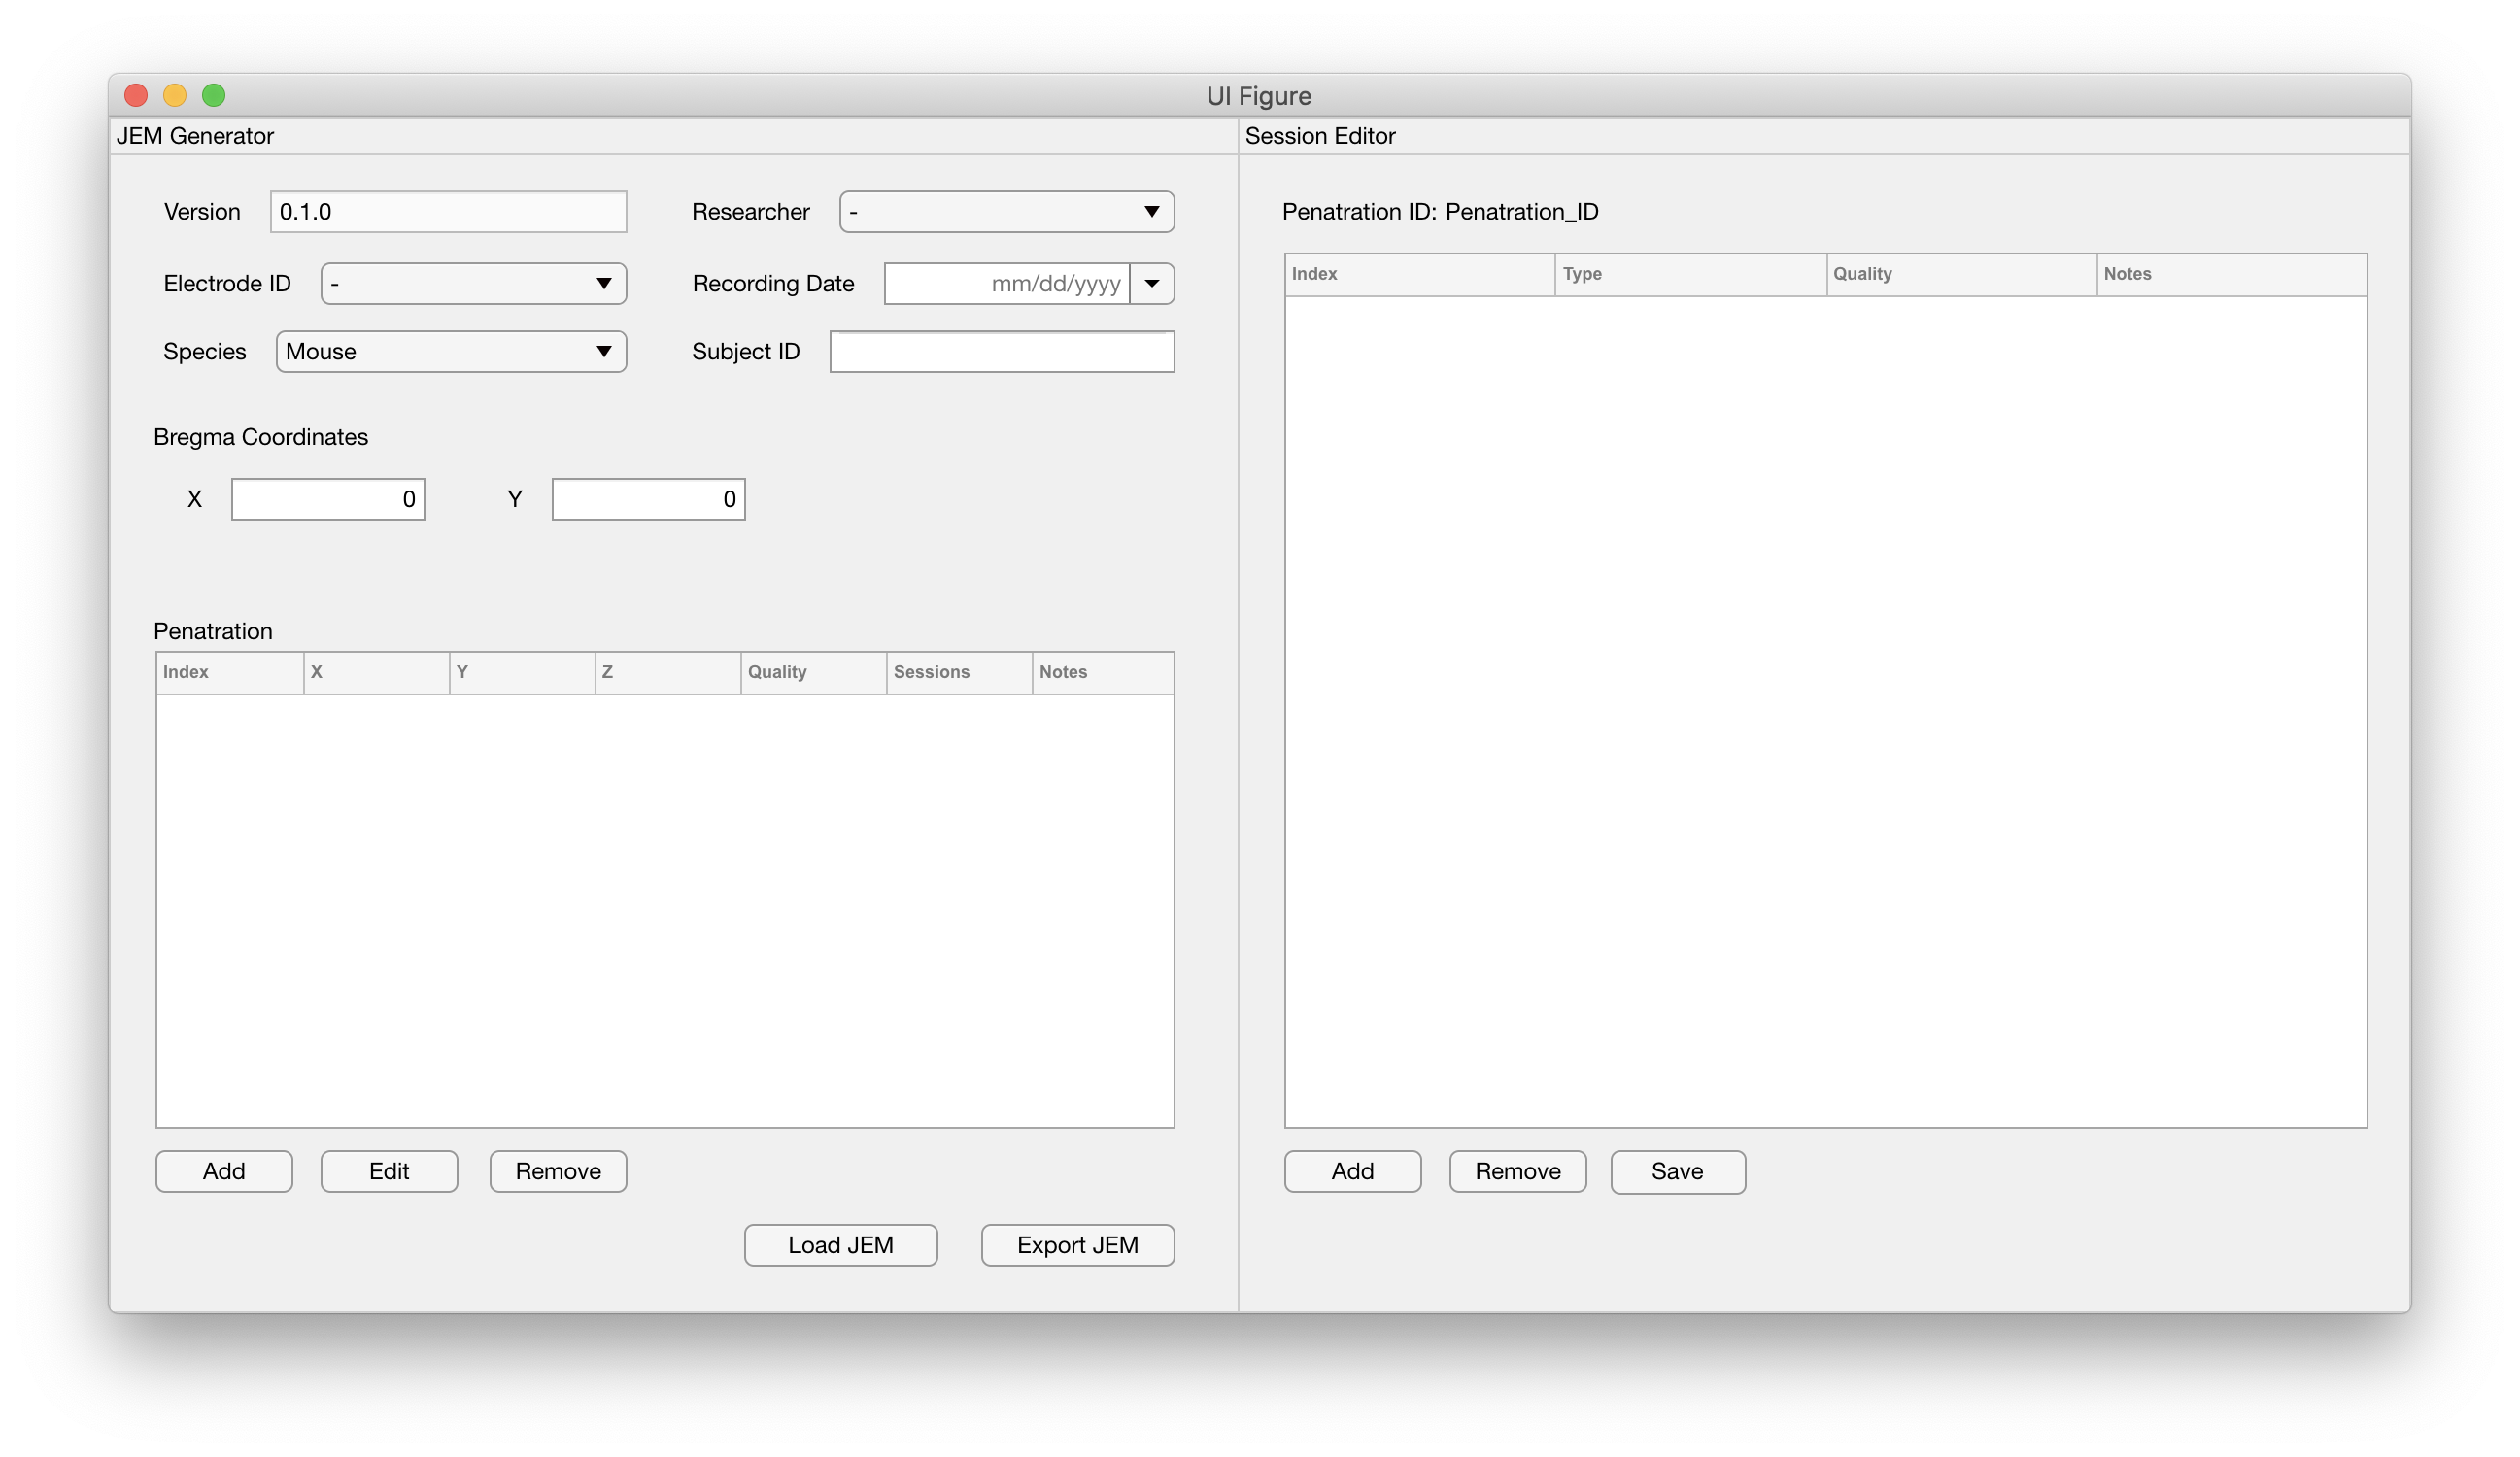 UI Figure
JEM Generator
Version 0.1.0 Researcher -
Electrode ID - Recording Date mm/dd/yyyy
Species Mouse Subject ID
Bregma Coordinates
X 0 Y 0
Penatration
Index X Y Z Quality Sessions Notes
Add Edit Remove
Load JEM Export JEM
Session Editor
Penatration ID: Penatration_ID
Index Type Quality Notes
Add Remove Save